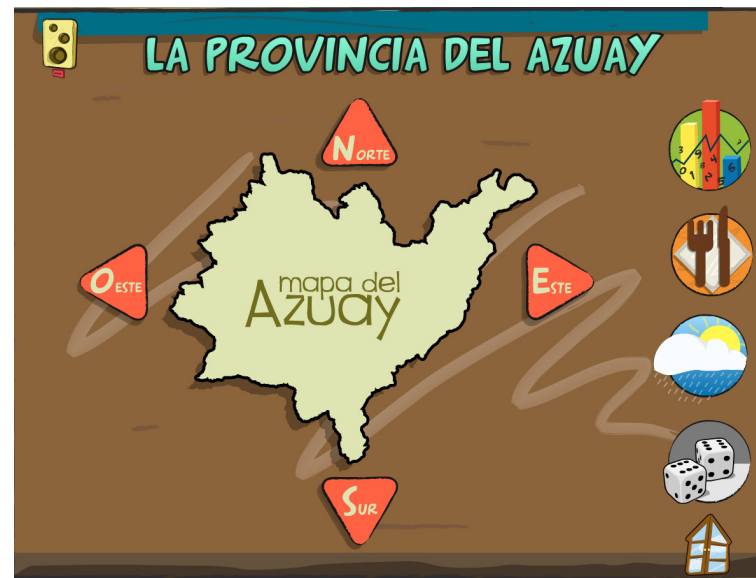 LA PROVINCIA DEL AZUAY
NORTE
OESTE
mapa del
Azuay
ESTE
SUR